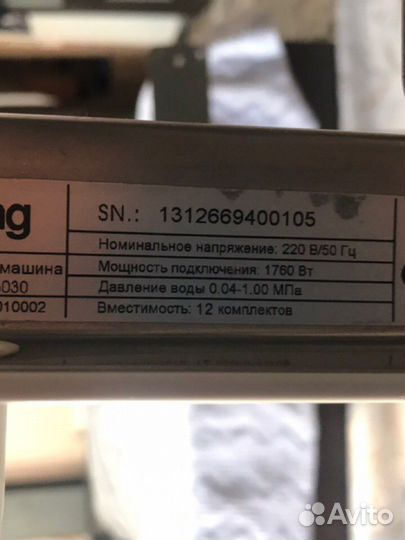 ng
SN.: 1312669400105
Номинальное напряжение: 220 В/50 Гц
машина
Мощность подключения: 1760 Вт
030
Давление воды 0.04-1.00 МПа
010002
Вместимость: 12 комплектов
Avito